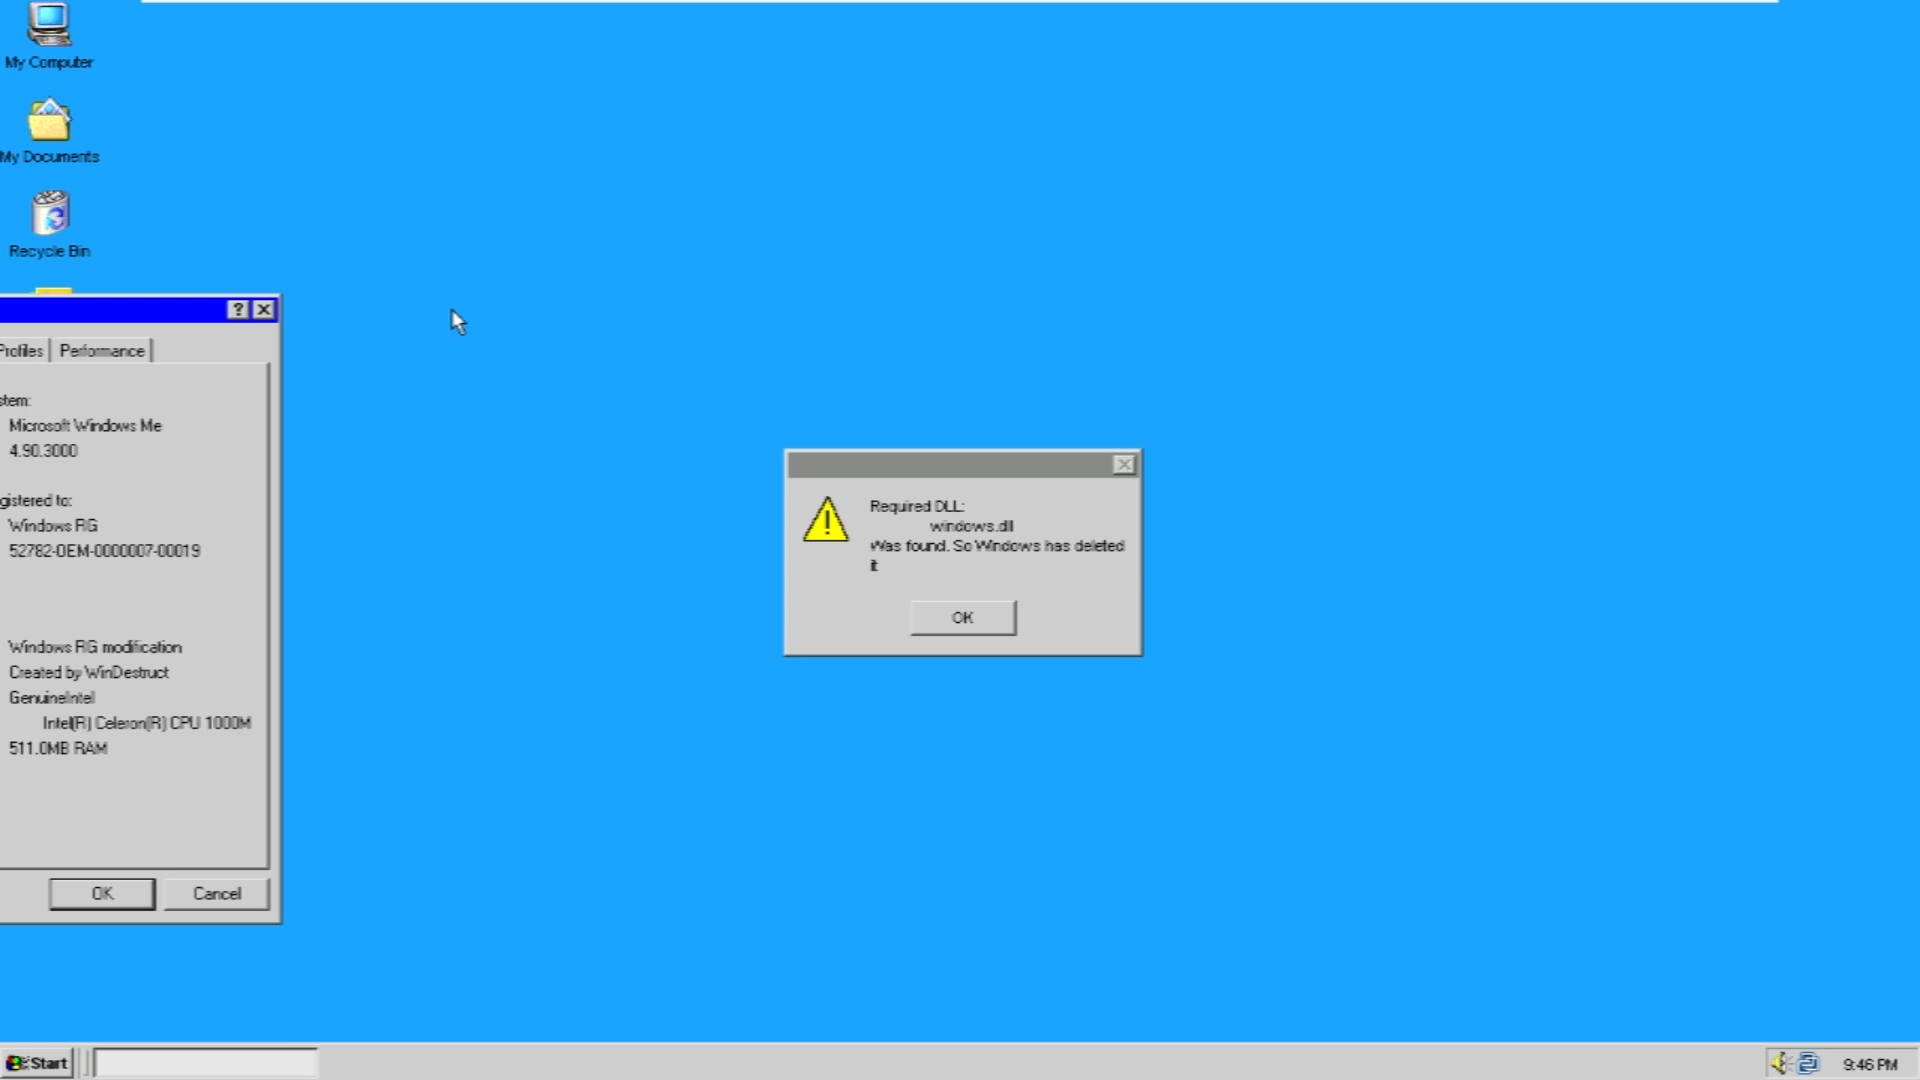 My Computer
My Documents
Recycle Bin
Profiles
Performance
stem:
Microsoft Windows Me
4.90.3000
gistered to:
Windows RG
52782-OEM-0000007-00019
Windows RG modification
Created by WinDestruct
GenuineIntel
Intel(R) Celeron(R) CPU 1000M
511.0MB RAM
OK
Cancel
Required DLL:
windows.dll
Was found. So Windows has deleted
it
OK
Start
9:46 PM